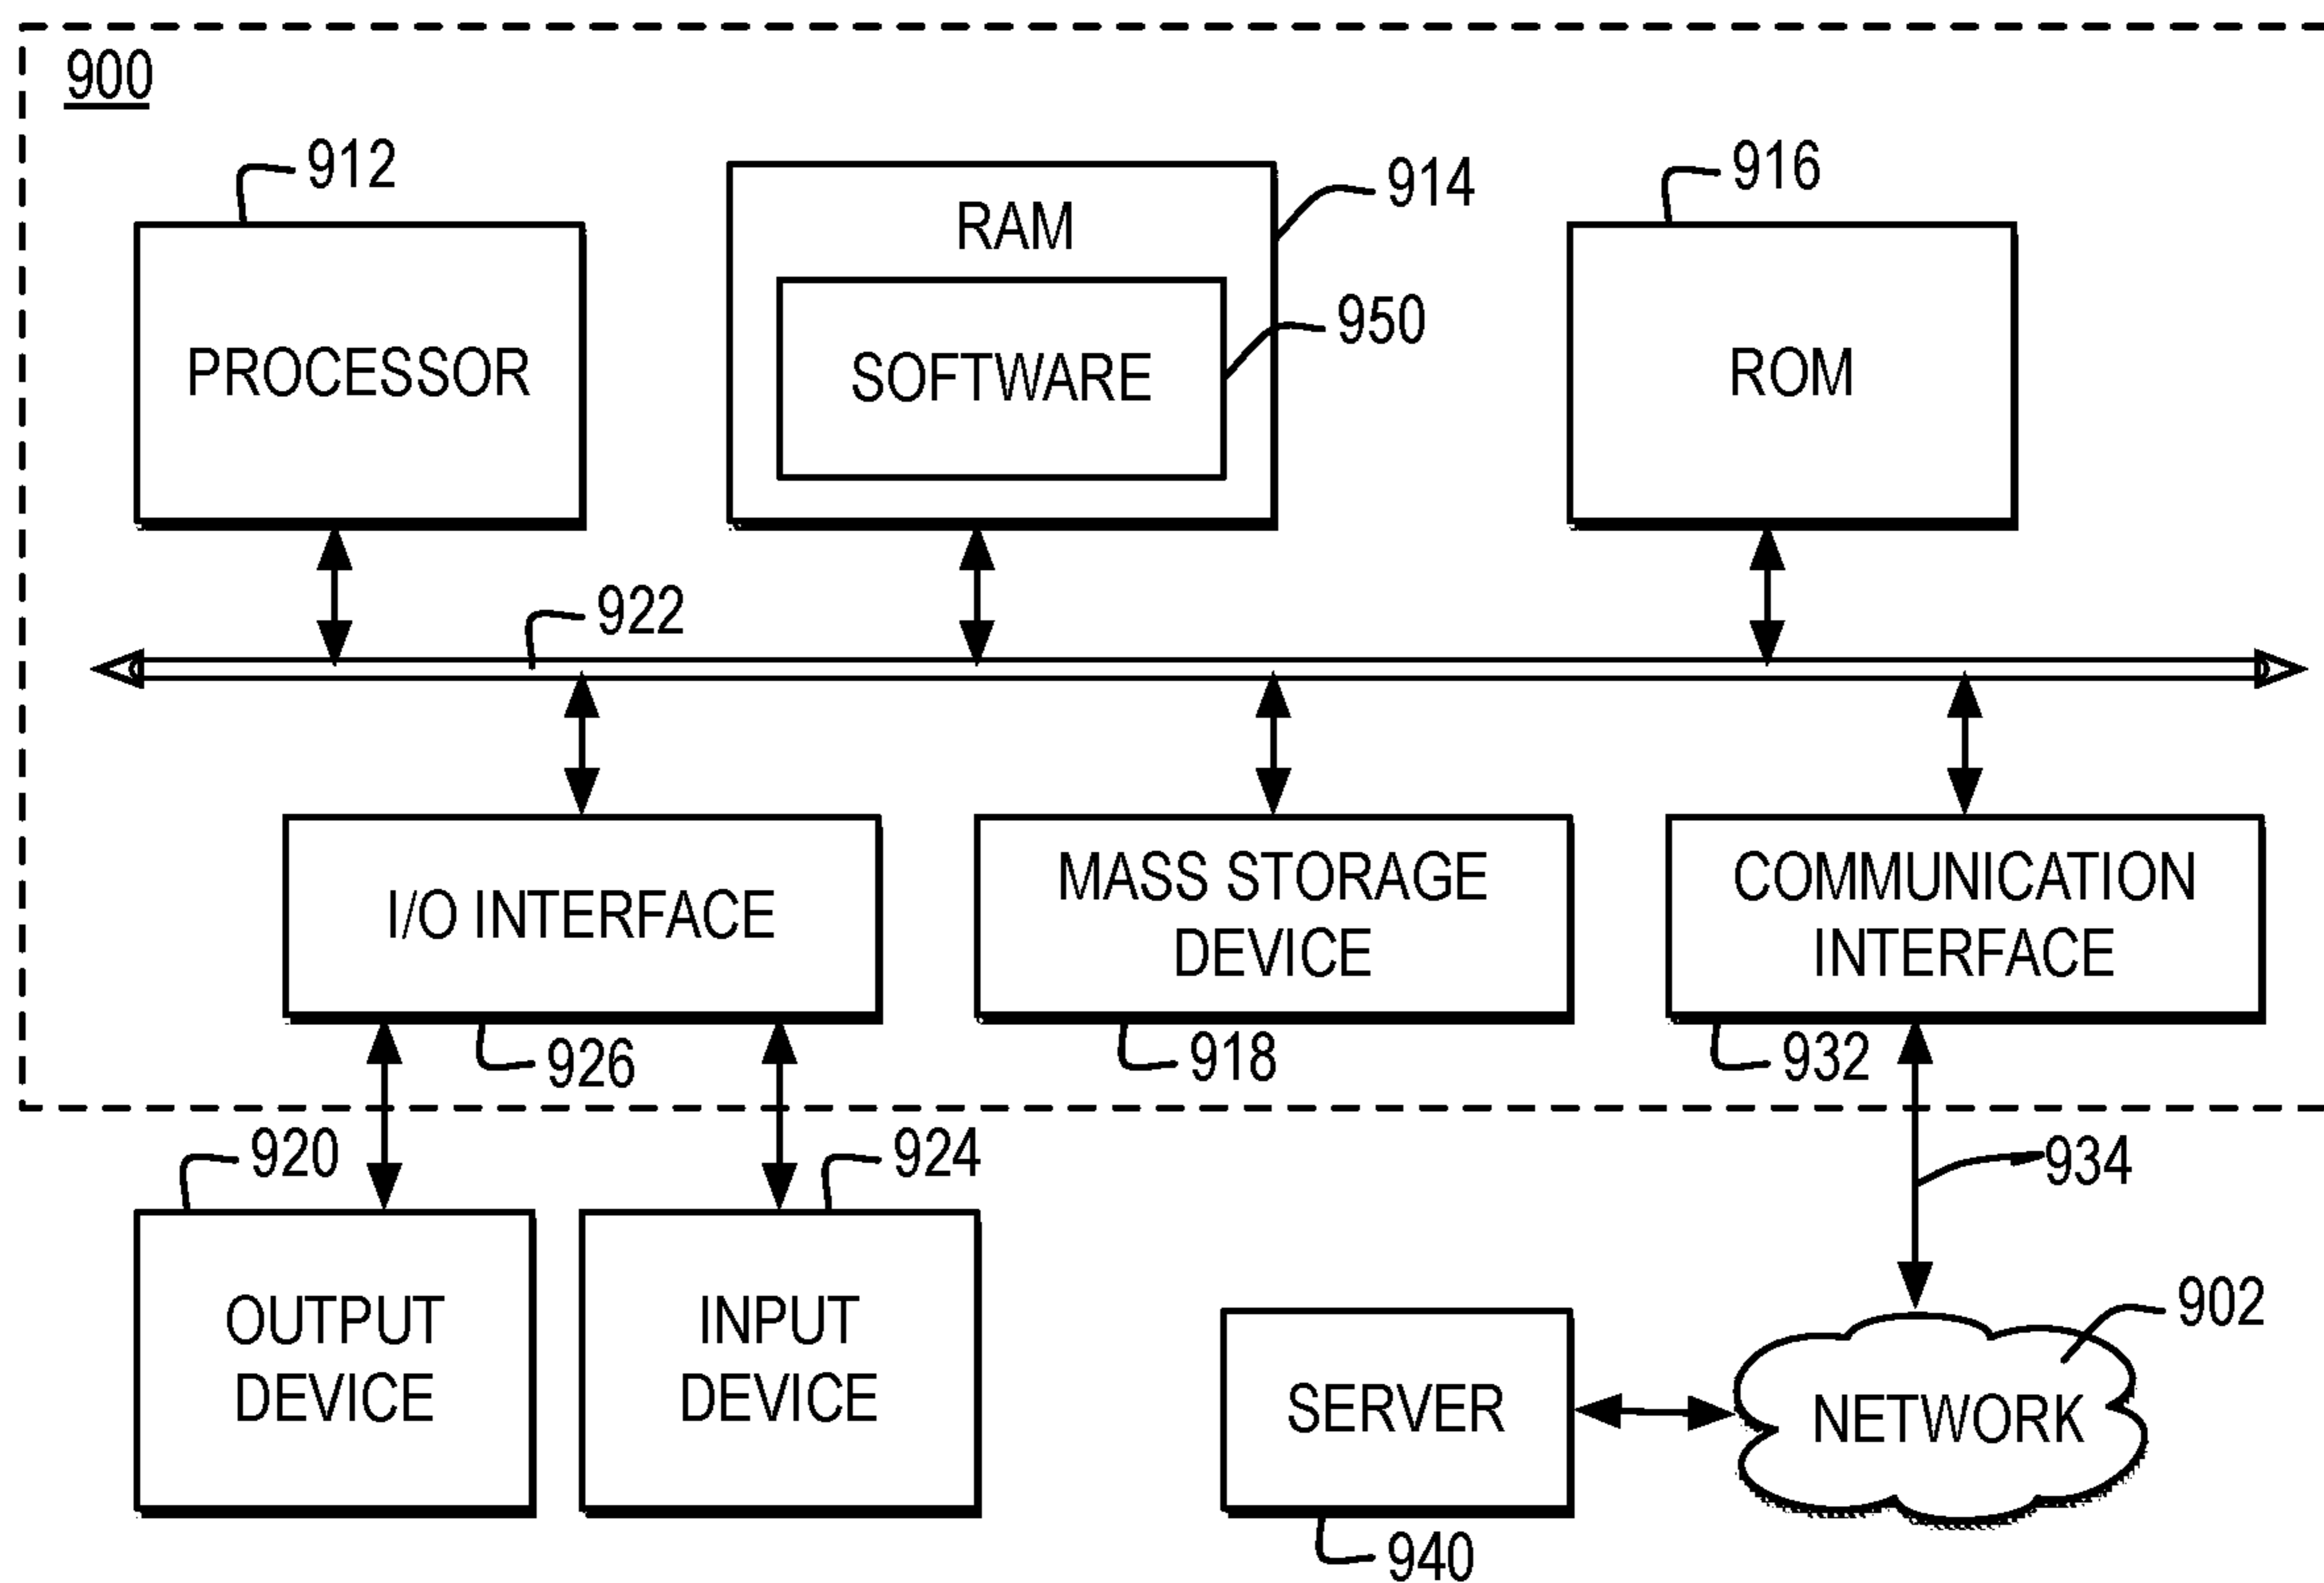 900
912
914
916
RAM
950
PROCESSOR
SOFTWARE
ROM
922
I/O INTERFACE
MASS STORAGE
DEVICE
COMMUNICATION
INTERFACE
926
918
932
920
924
934
OUTPUT
DEVICE
INPUT
DEVICE
902
SERVER
NETWORK
940